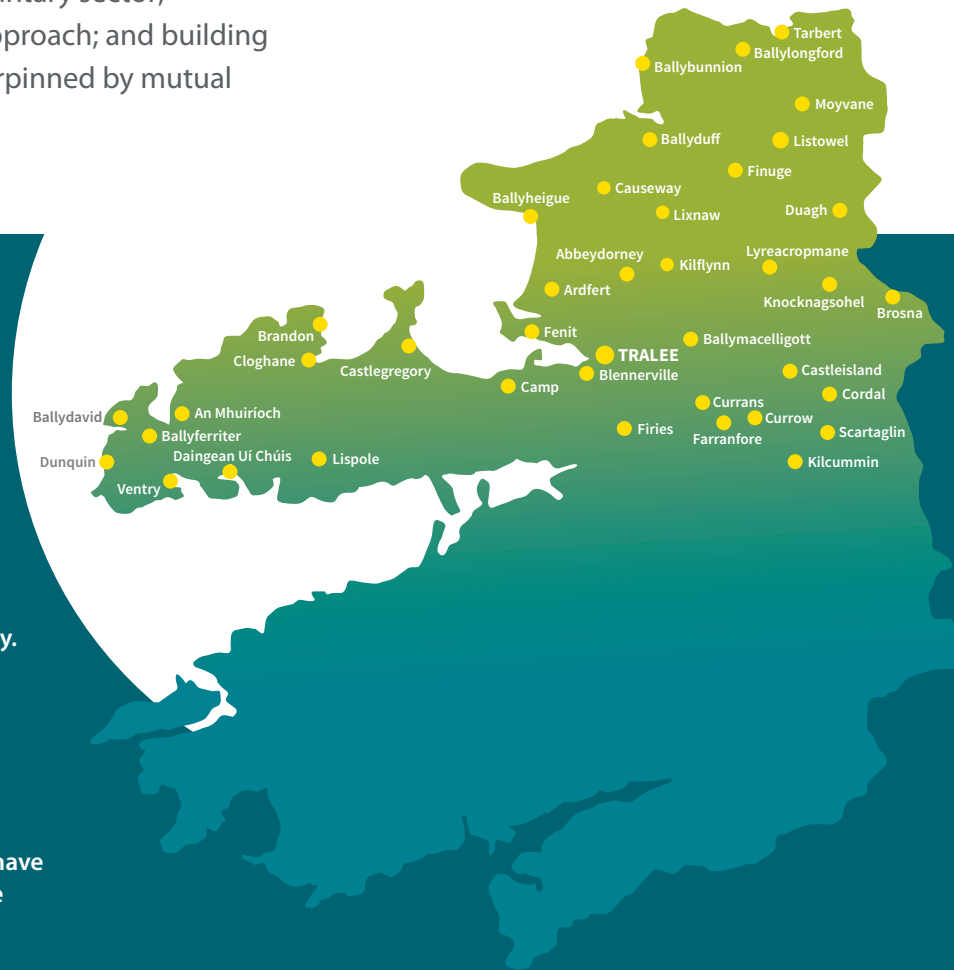 ntary sector,
proach; and building
rpinned by mutual
Tarbert
Ballylongford
Ballybunnion
Moyvane
Ballyduff
Listowel
Finuge
Causeway
Ballyheigue
Lixnaw
Duagh
Abbeydorney
Kilflynn
Lyreacropmane
Ardfert
Knocknagsohel
Brosna
Brandon
Fenit
Ballymacelligott
Cloghane
Castlegregory
TRALEE
Blennerville
Castleisland
Camp
Cordal
Currans
Ballydavid
An Mhuiríoch
Currow
Ballyferriter
Firies
Farranfore
Scartaglin
Daingean Uí Chúis
Dunquin
Lispole
Kilcummin
Ventry
y.
have
e